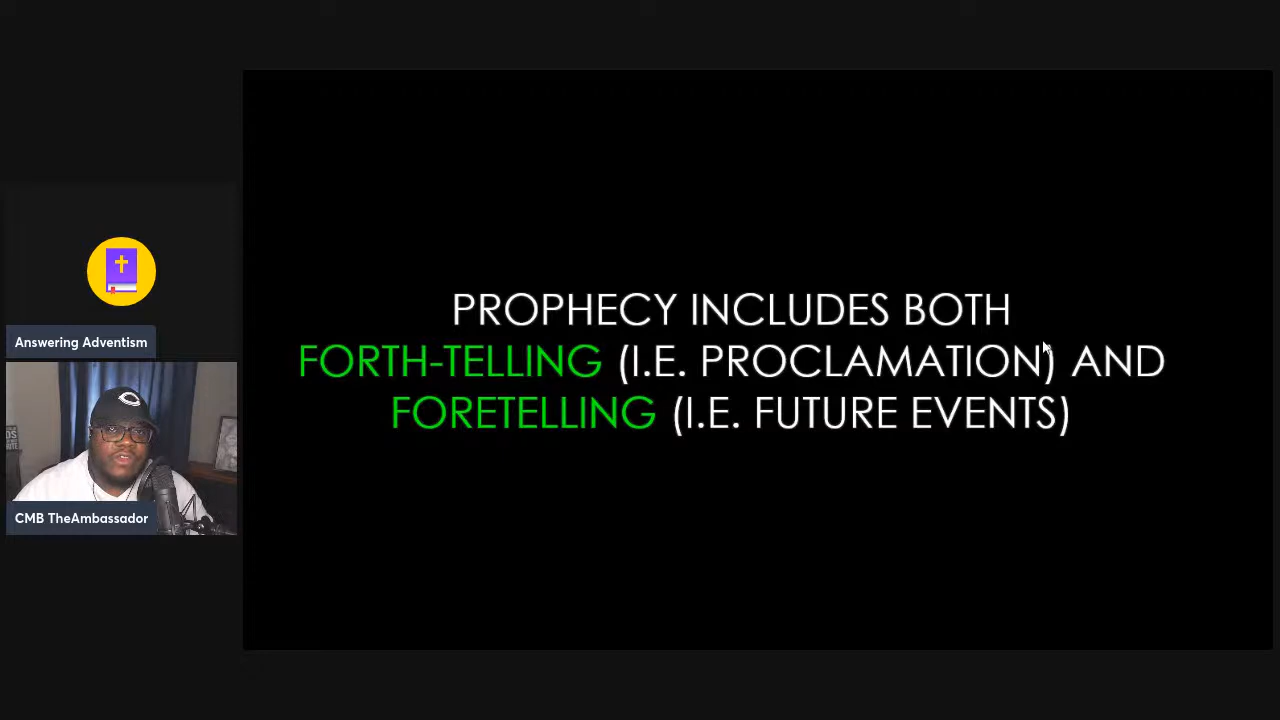 Answering Adventism
CMB TheAmbassador
PROPHECY INCLUDES BOTH
FORTH-TELLING (I.E. PROCLAMATION) AND
FORETELLING (I.E. FUTURE EVENTS)